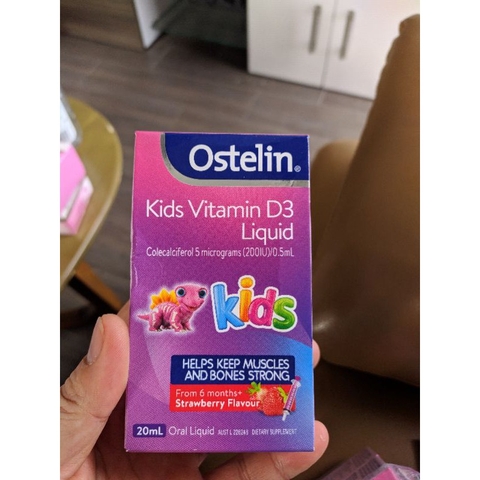 Ostelin®
Kids Vitamin D3
Liquid
Colecalciferol 5 micrograms (200IU)/0.5mL
kids
HELPS KEEP MUSCLES
AND BONES STRONG
From 6 months+
Strawberry Flavour
20mL Oral Liquid DIETARY SUPPLEMENT